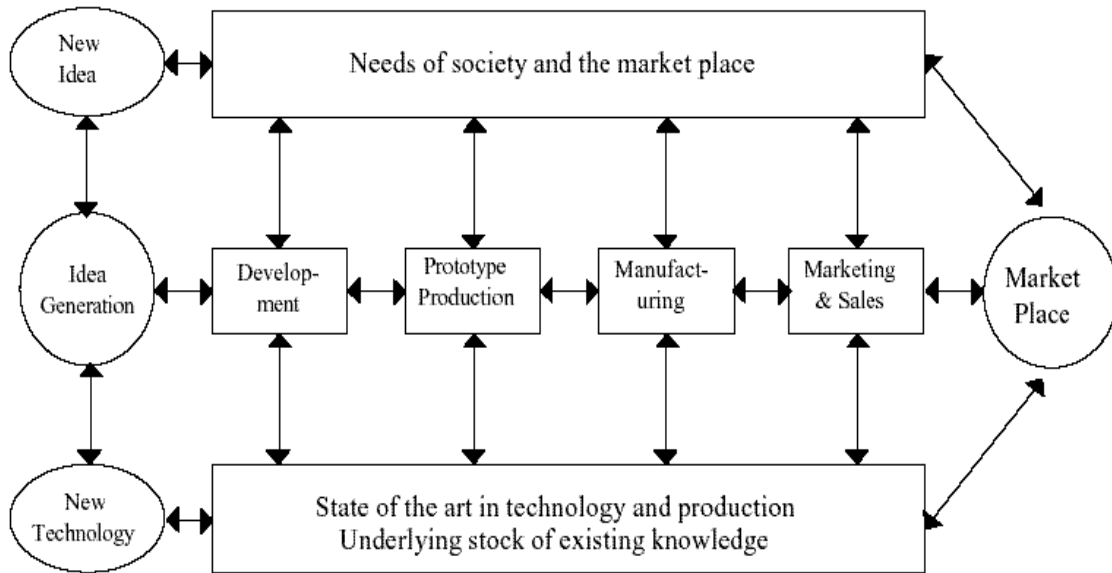 New
Idea
Needs of society and the market place
Idea
Generation
Develop-
ment
Prototype
Production
Manufact-
uring
Marketing
& Sales
Market
Place
New
Technology
State of the art in technology and production
Underlying stock of existing knowledge